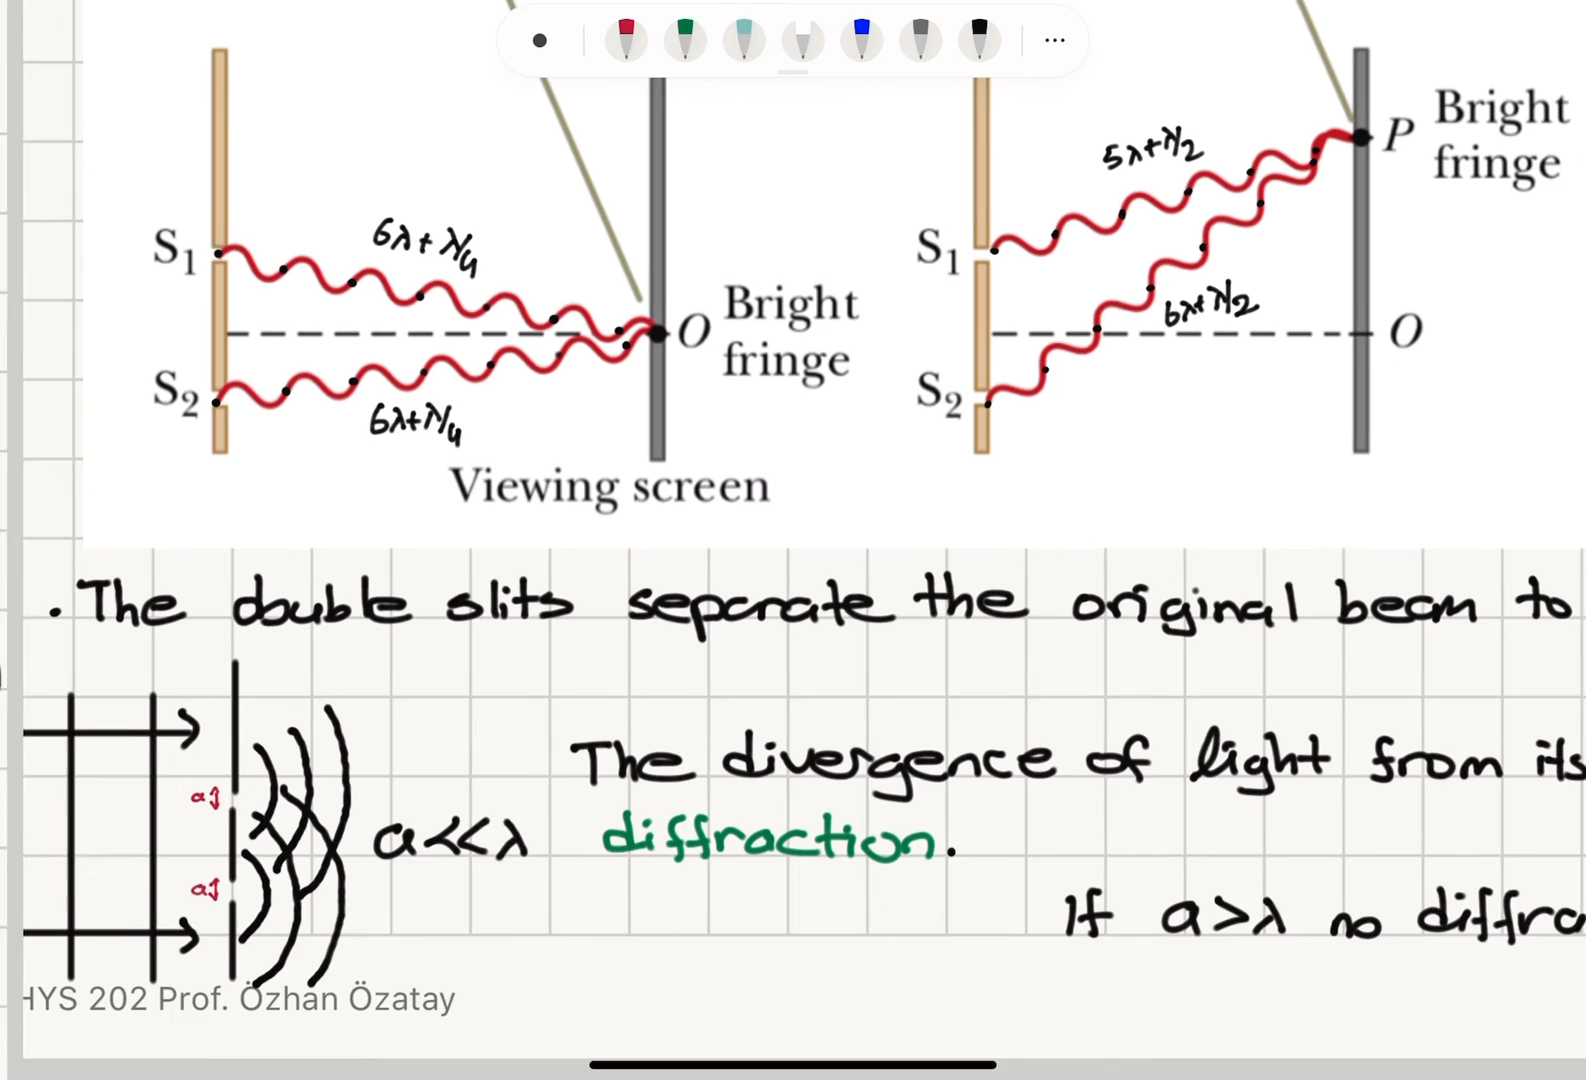 5λ+λ/2
P Bright
fringe
S1
6λ+λ/4
O Bright
fringe
S2
6λ+λ/4
Viewing screen
S1
6λ+λ/2
O
S2
. The double slits separate the original beam to
The divergence of light from its
a
a<<λ diffraction.
a
If a>λ no diffra
HYS 202 Prof. Özhan Özatay